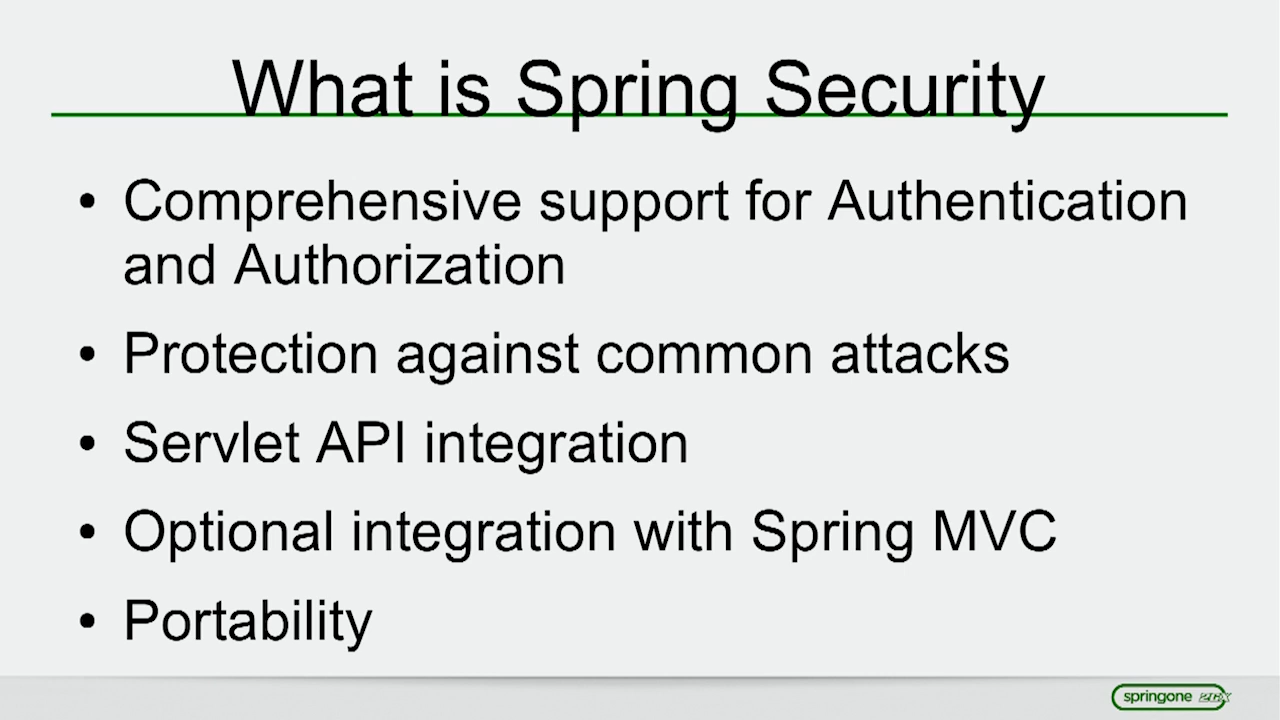 What is Spring Security
• Comprehensive support for Authentication
and Authorization
• Protection against common attacks
• Servlet API integration
• Optional integration with Spring MVC
• Portability
springone 2GX